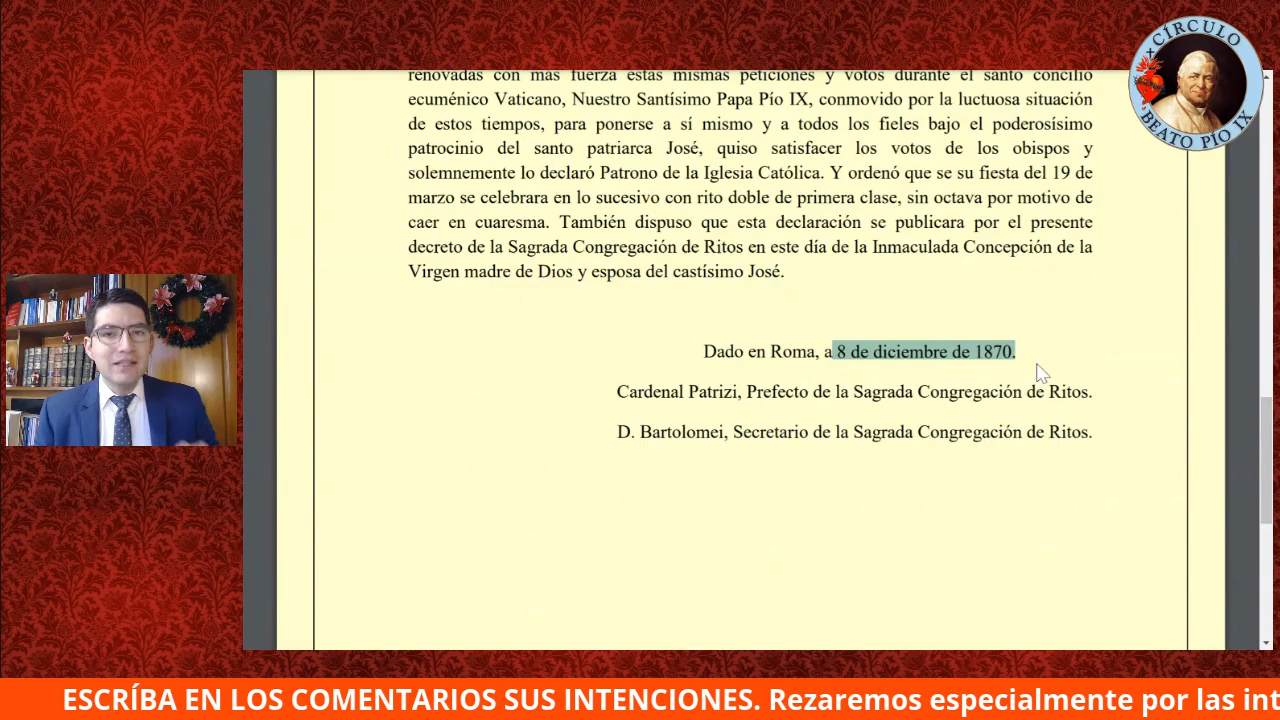 renovadas con más fuerza estas mismas peticiones y votos durante el santo concilio
ecuménico Vaticano, Nuestro Santísimo Papa Pío IX, conmovido por la luctuosa situación
de estos tiempos, para ponerse a sí mismo y a todos los fieles bajo el poderosísimo
patrocinio del santo patriarca José, quiso satisfacer los votos de los obispos y
solemnemente lo declaró Patrono de la Iglesia Católica. Y ordenó que se su fiesta del 19 de
marzo se celebrara en lo sucesivo con rito doble de primera clase, sin octava por motivo de
caer en cuaresma. También dispuso que esta declaración se publicara por el presente
decreto de la Sagrada Congregación de Ritos en este día de la Inmaculada Concepción de la
Virgen madre de Dios y esposa del castísimo José.
Dado en Roma, a 8 de diciembre de 1870.
Cardenal Patrizi, Prefecto de la Sagrada Congregación de Ritos.
D. Bartolomei, Secretario de la Sagrada Congregación de Ritos.
CÍRCULO
BEATO PÍO IX
ESCRÍBA EN LOS COMENTARIOS SUS INTENCIONES. Rezaremos especialmente por las int